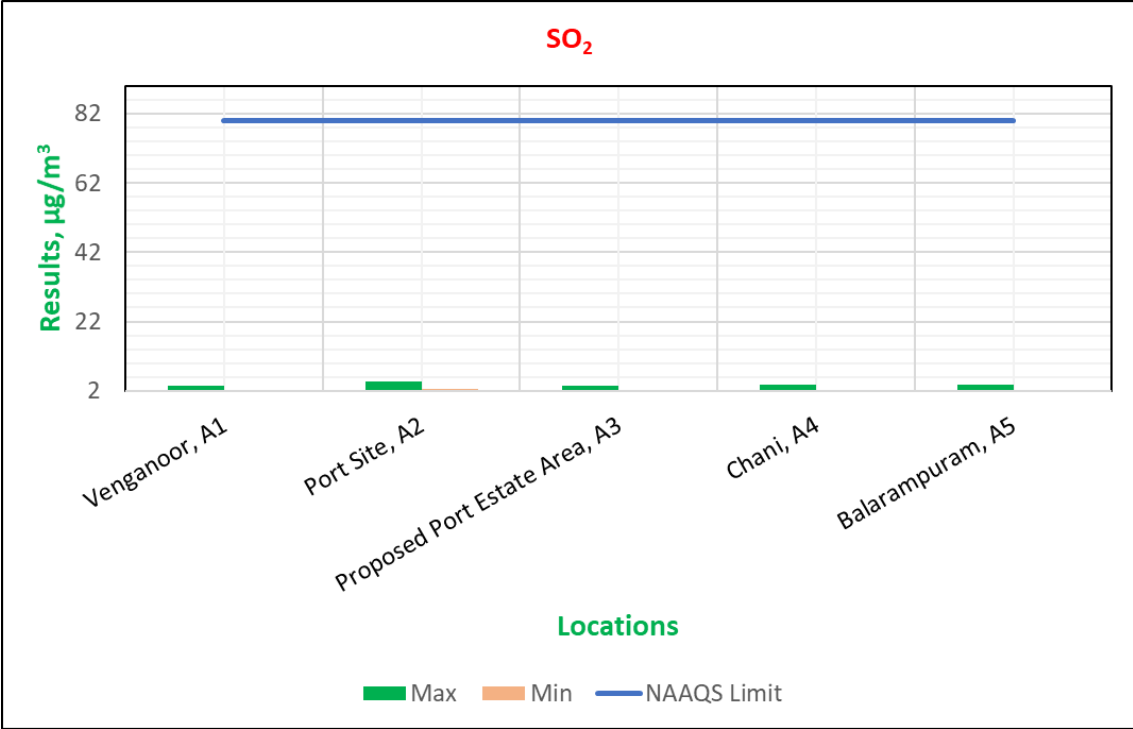 SO₂
Results, µg/m³
82
62
42
22
2
Venganoor, A1
Port Site, A2
Proposed Port Estate Area, A3
Chani, A4
Balarampuram, A5
Locations
Max Min NAAQS Limit